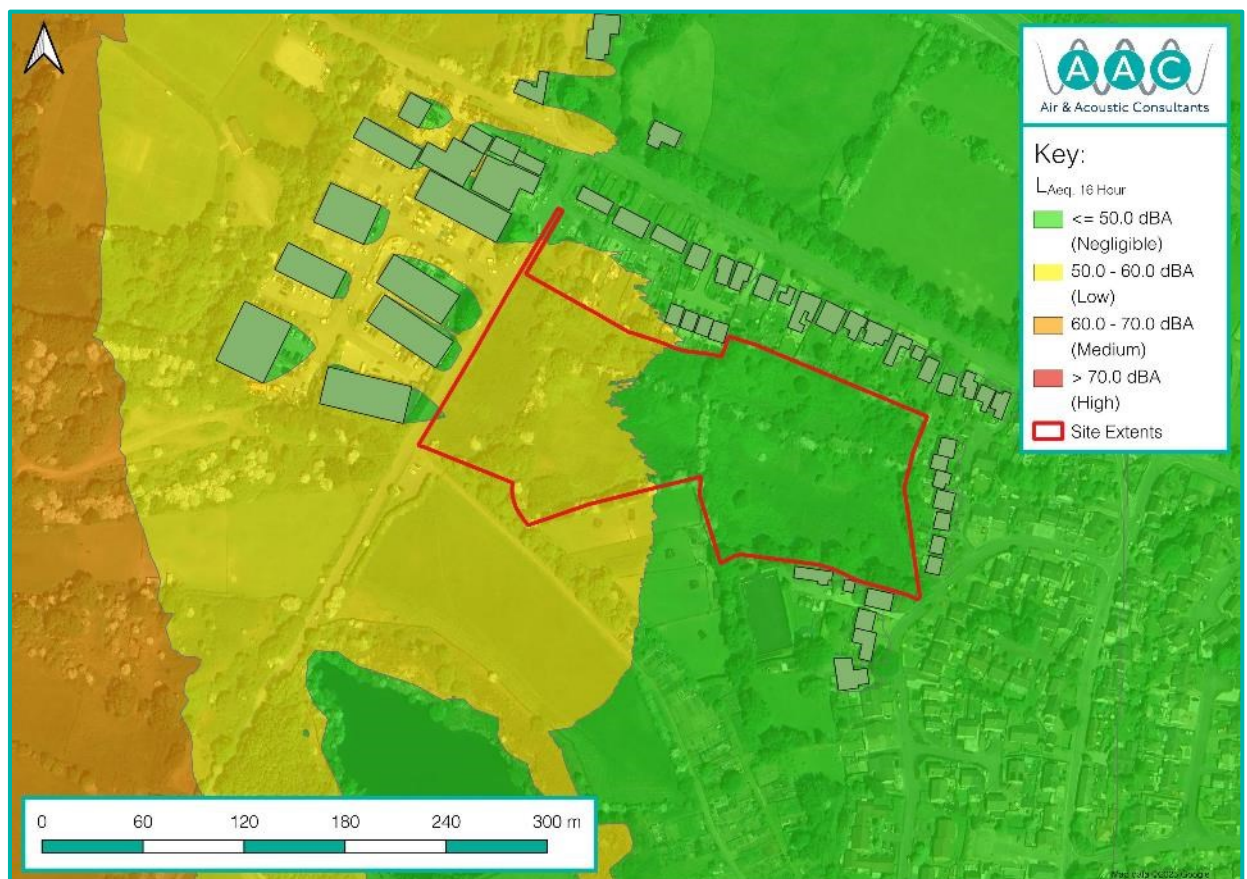 AAC
Air & Acoustic Consultants
Key:
LAeq, 16 Hour
<= 50.0 dBA
(Negligible)
50.0 - 60.0 dBA
(Low)
60.0 - 70.0 dBA
(Medium)
> 70.0 dBA
(High)
Site Extents
0 60 120 180 240 300 m